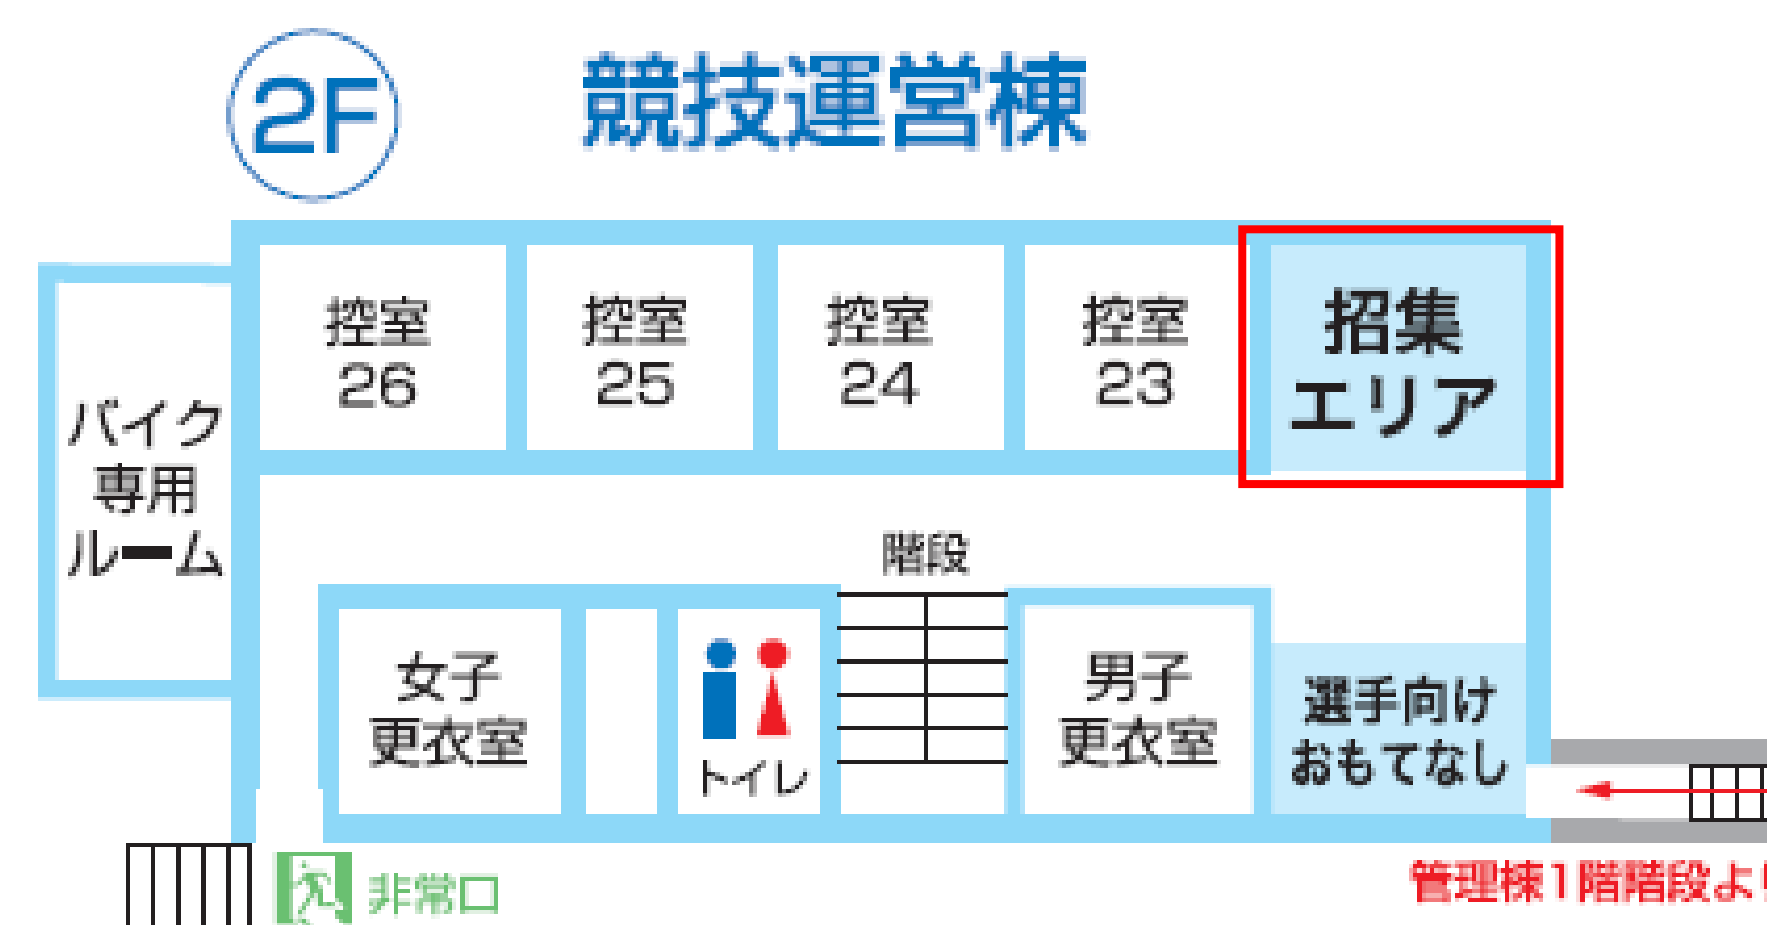 2F
競技運営棟
控室
26
控室
25
控室
24
控室
23
招集
エリア
バイク
専用
ルーム
階段
女子
更衣室
トイレ
男子
更衣室
選手向け
おもてなし
非常口
管理棟1階階段より